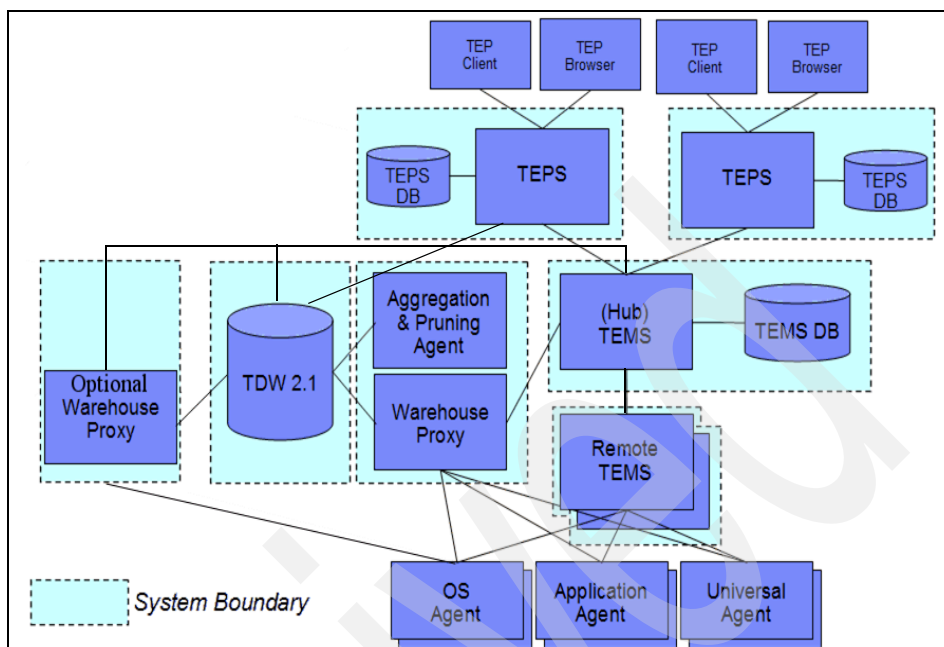 TEP
Client
TEP
Browser
TEP
Client
TEP
Browser
TEPS
DB
TEPS
TEPS
TEPS
DB
Optional
Warehouse
Proxy
TDW 2.1
Aggregation
& Pruning
Agent
Warehouse
Proxy
(Hub)
TEMS
TEMS DB
Remote
TEMS
OS
Agent
Application
Agent
Universal
Agent
System Boundary